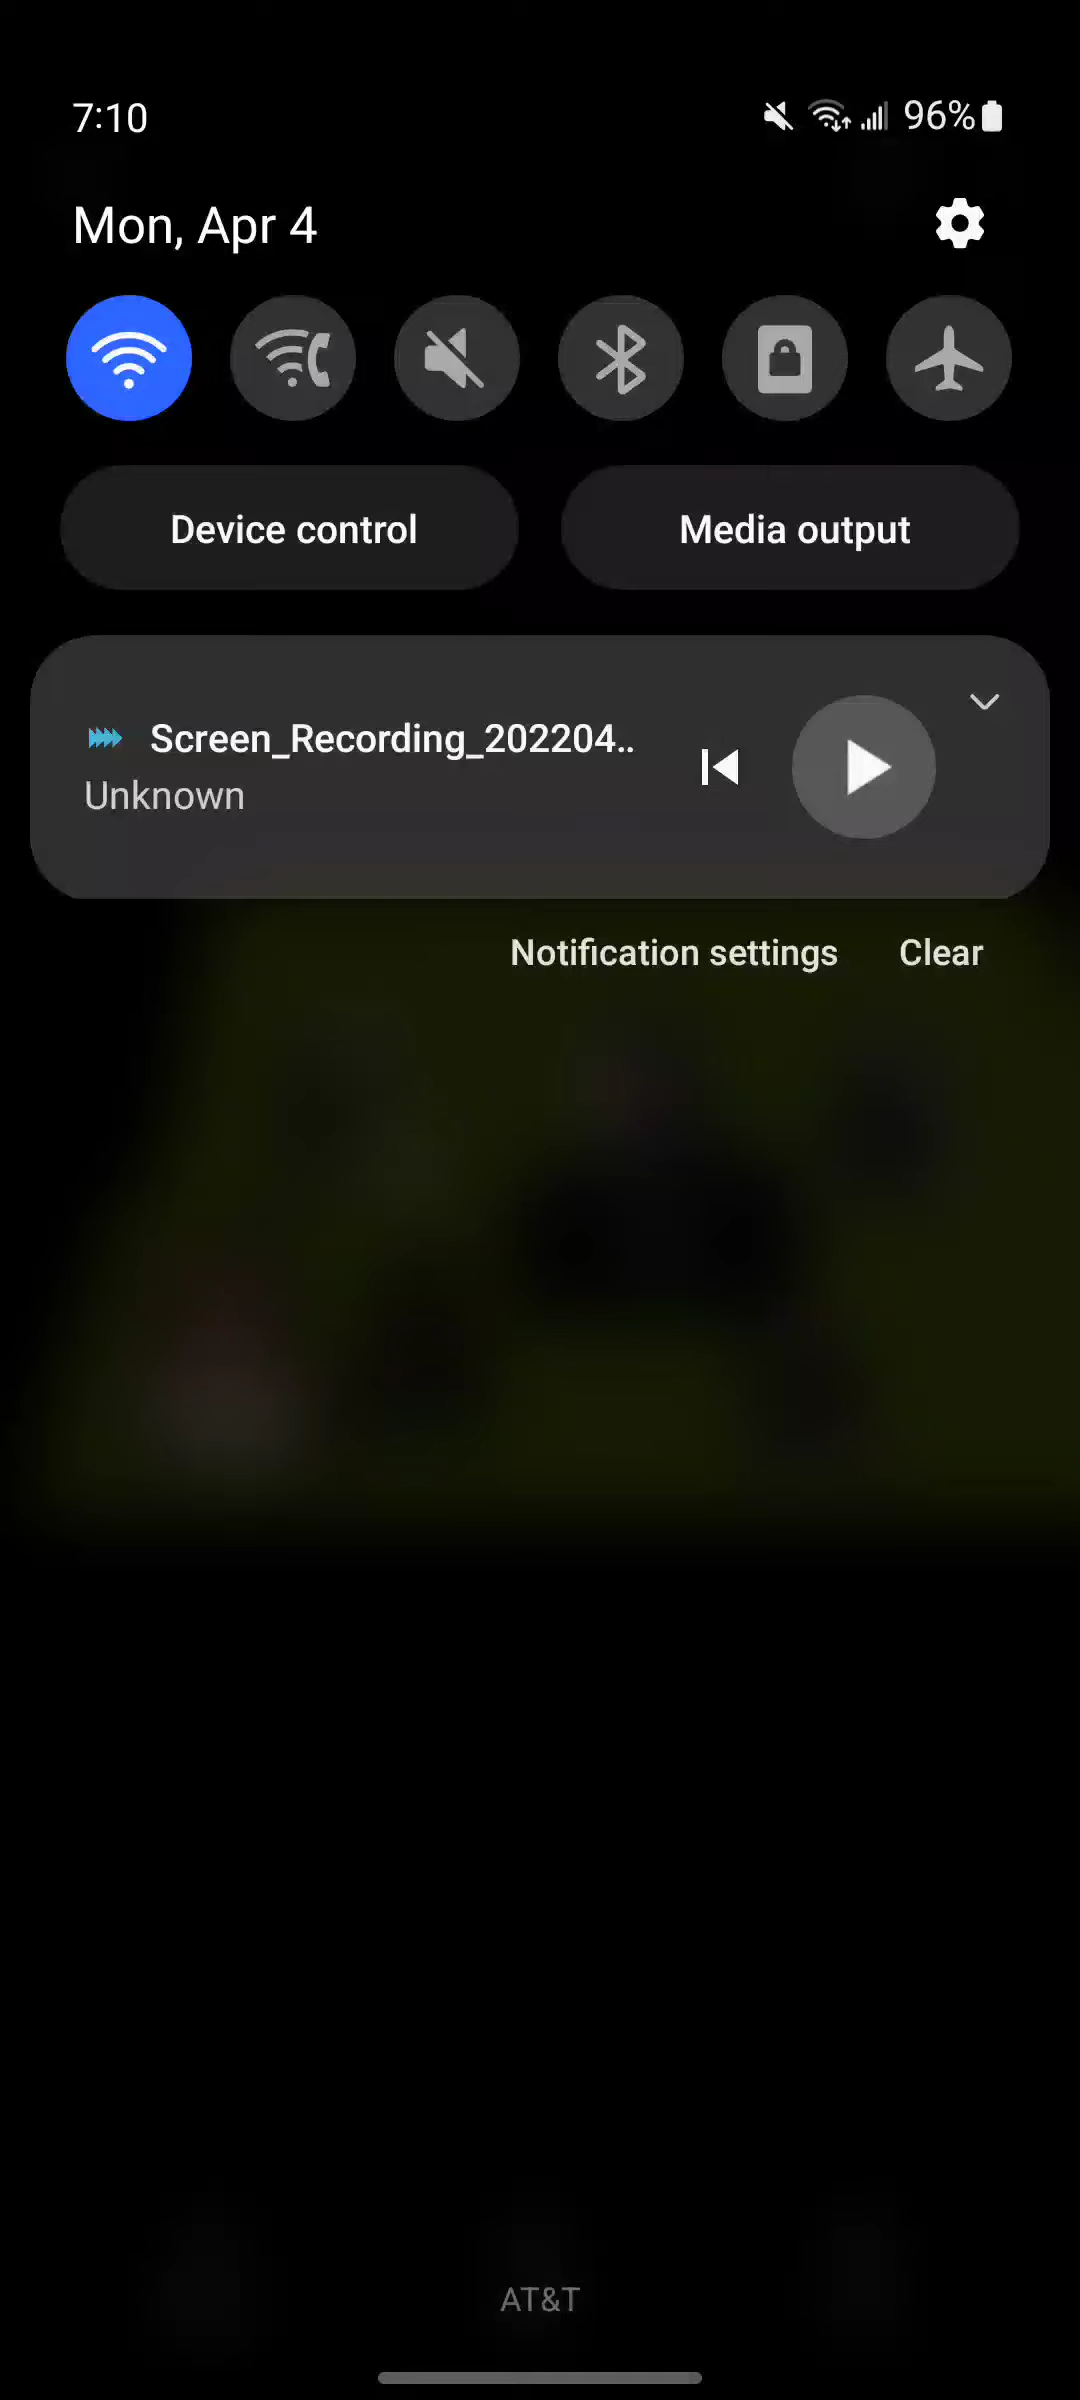 7:10 96%
Mon, Apr 4
Device control Media output
Screen_Recording_202204..
Unknown
Notification settings Clear
AT&T